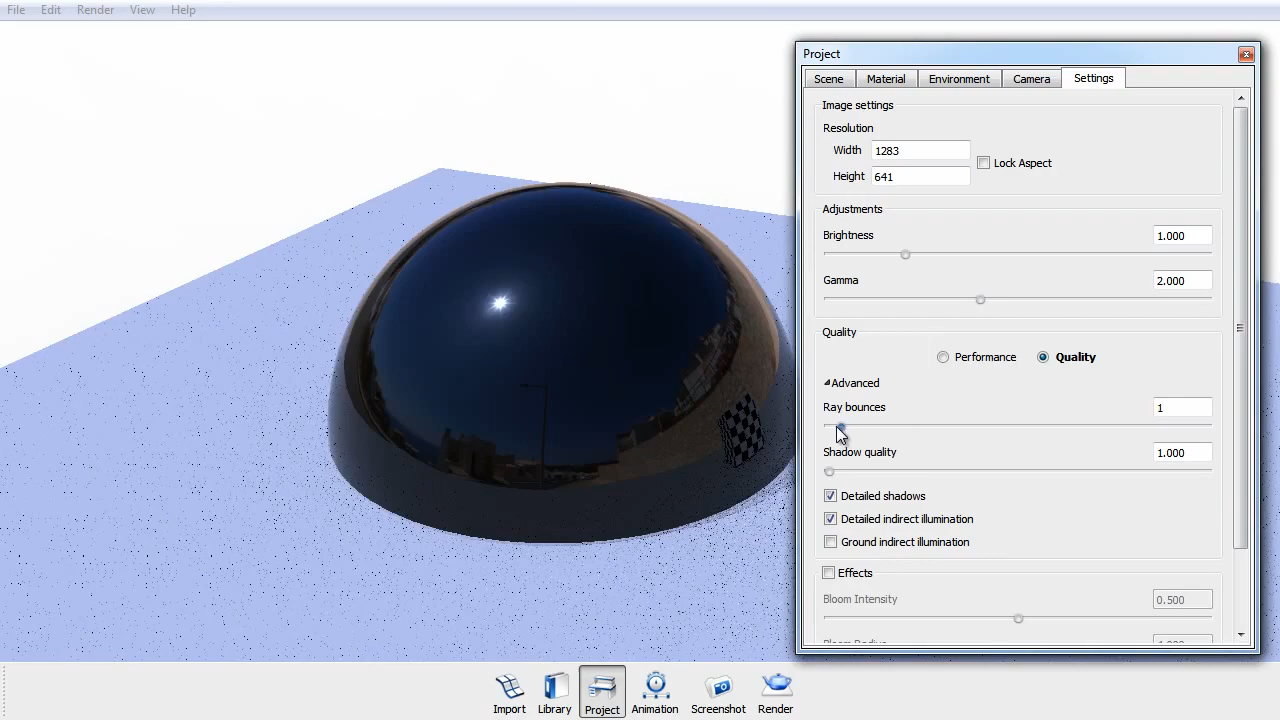 File Edit Render View Help
Project
Scene Material Environment Camera Settings
Image settings
Resolution
Width 1283
Lock Aspect
Height 641
Adjustments
Brightness 1.000
Gamma 2.000
Quality
Performance Quality
Advanced
Ray bounces 1
Shadow quality 1.000
Detailed shadows
Detailed indirect illumination
Ground indirect illumination
Effects
Bloom Intensity 0.500
Import Library Project Animation Screenshot Render